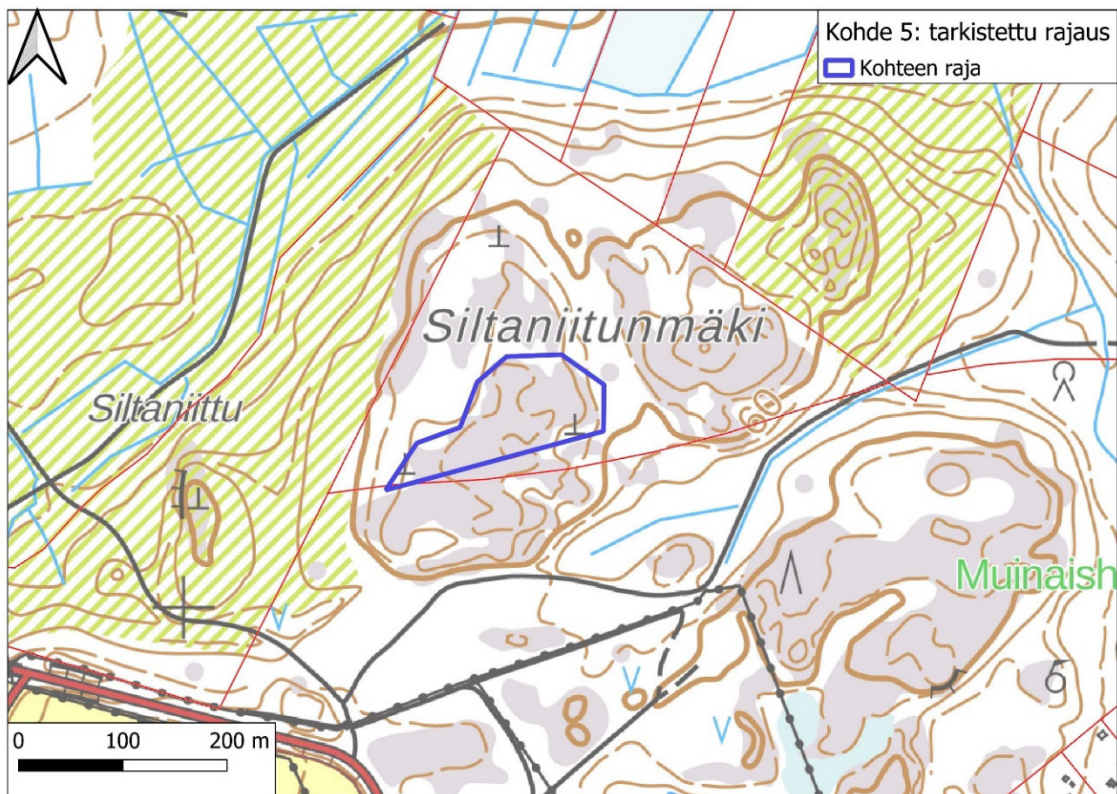 Kohde 5: tarkistettu rajaus
Kohteen raja
Siltaniitunmäki
Siltaniittu
60
Muinaish
0 100 200 m